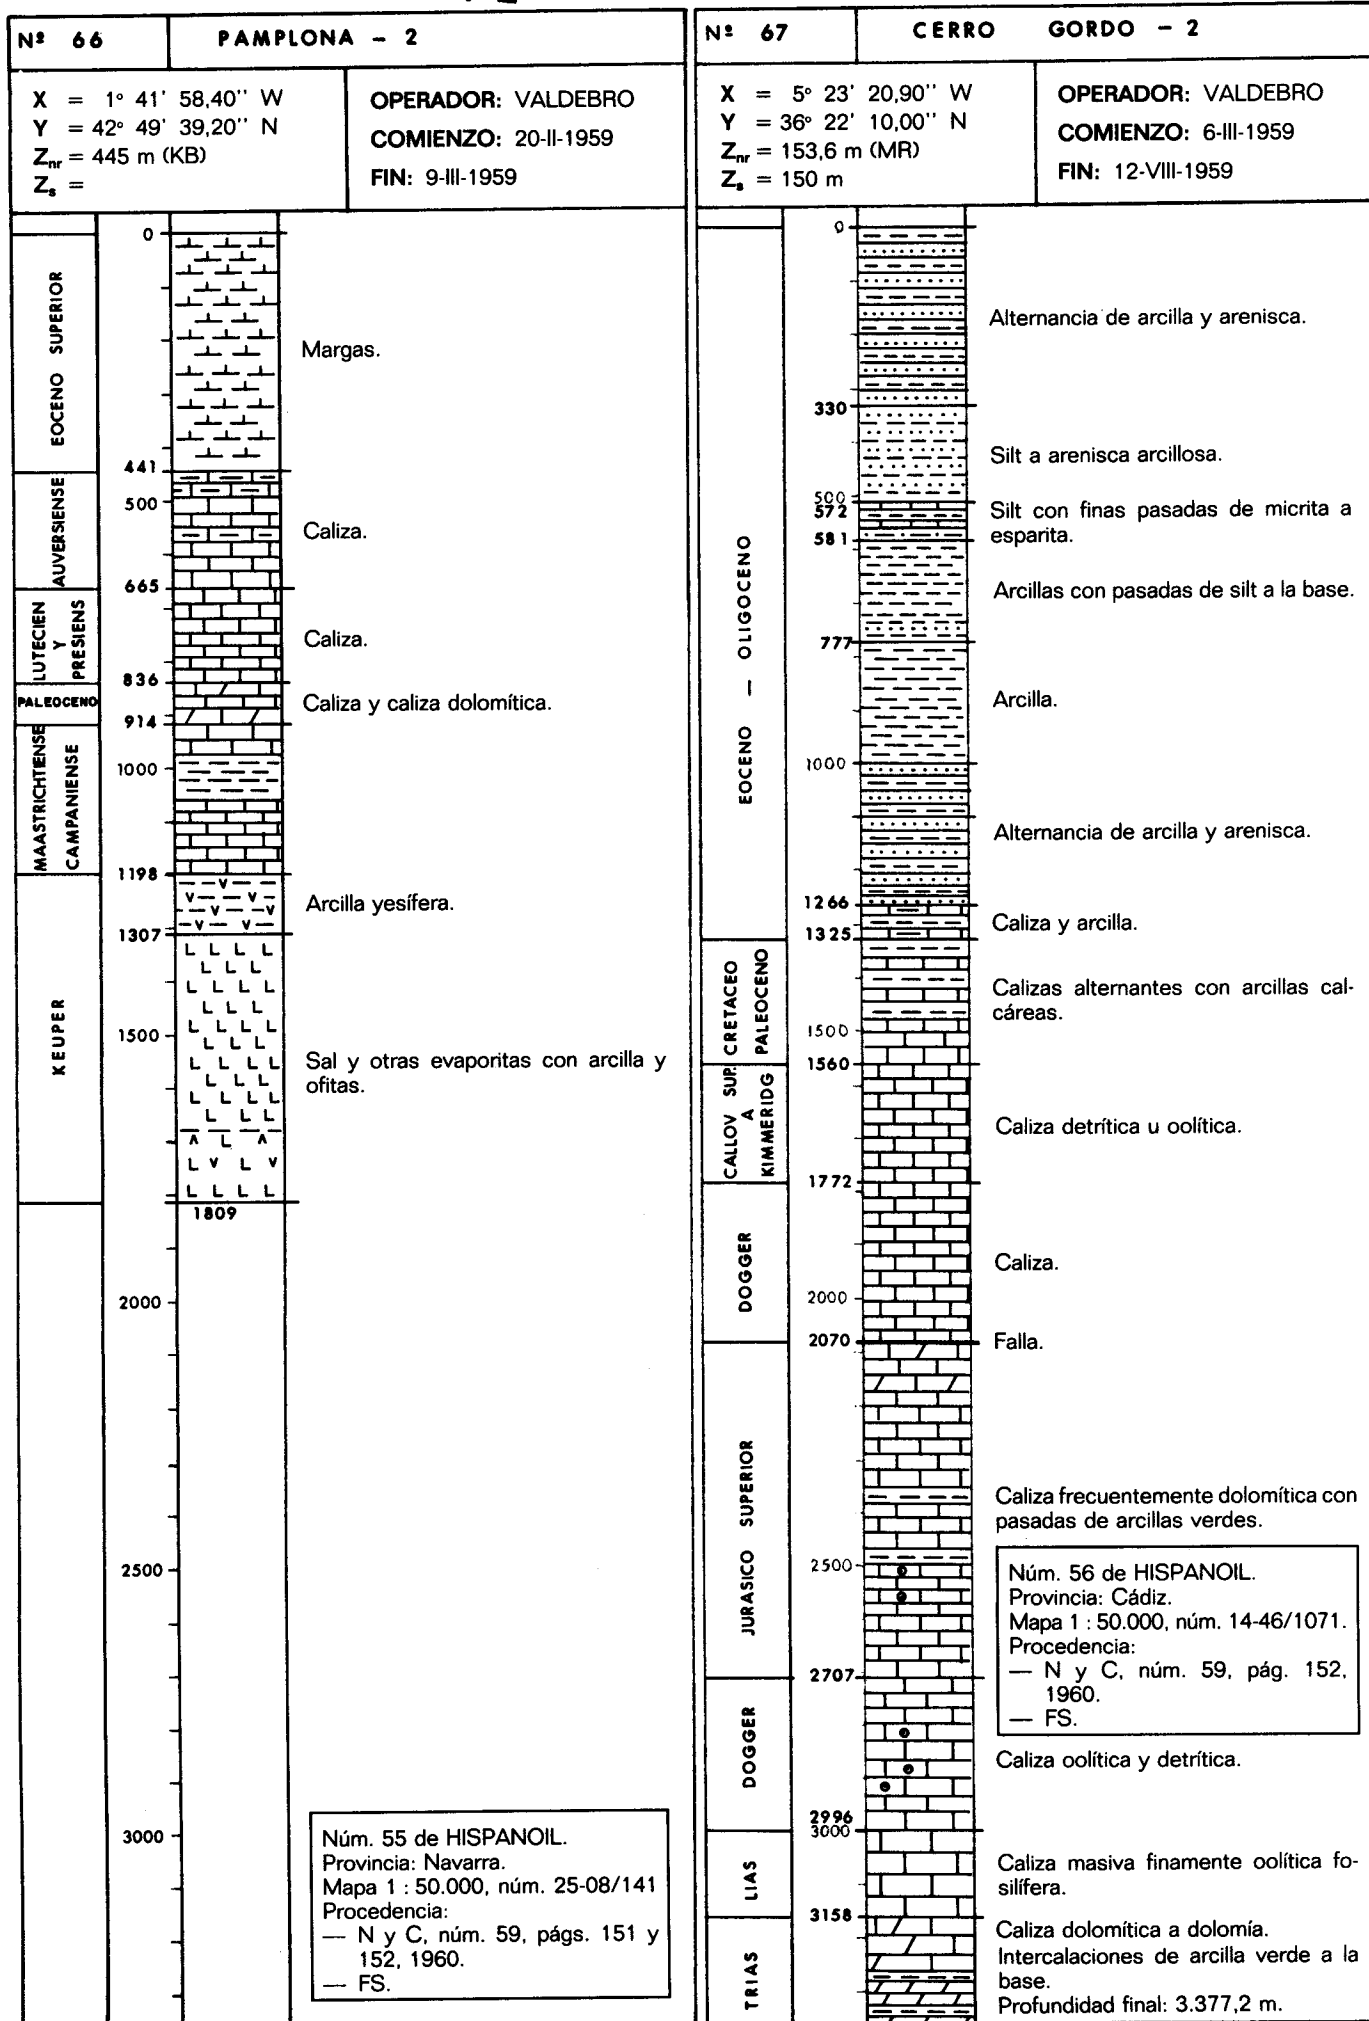 Nº 66
PAMPLONA - 2
X = 1° 41' 58,40'' W
Y = 42° 49' 39,20'' N
Znr = 445 m (KB)
Zs =
OPERADOR: VALDEBRO
COMIENZO: 20-II-1959
FIN: 9-III-1959
0
EOCENO SUPERIOR
Margas.
441
500
AUVERSIENSE
Caliza.
665
LUTECIEN
Y
PRESIENS
Caliza.
836
PALEOCENO
Caliza y caliza dolomítica.
914
MAASTRICHTIENSE
CAMPANIENSE
1000
1198
Arcilla yesífera.
1307
KEUPER
1500
Sal y otras evaporitas con arcilla y
ofitas.
1809
2000
2500
3000
Núm. 55 de HISPANOIL.
Provincia: Navarra.
Mapa 1 : 50.000, núm. 25-08/141
Procedencia:
— N y C, núm. 59, págs. 151 y
152, 1960.
— FS.
Nº 67
CERRO GORDO - 2
X = 5° 23' 20,90'' W
Y = 36° 22' 10,00'' N
Znr = 153,6 m (MR)
Zs = 150 m
OPERADOR: VALDEBRO
COMIENZO: 6-III-1959
FIN: 12-VIII-1959
0
Alternancia de arcilla y arenisca.
330
Silt a arenisca arcillosa.
500
572
Silt con finas pasadas de micrita a
esparita.
581
EOCENO — OLIGOCENO
Arcillas con pasadas de silt a la base.
777
Arcilla.
1000
Alternancia de arcilla y arenisca.
1266
Caliza y arcilla.
1325
CRETACEO
PALEOCENO
Calizas alternantes con arcillas cal-
cáreas.
1500
1560
CALLOV SUP.
A
KIMMERIDG
Caliza detrítica u oolítica.
1772
DOGGER
Caliza.
2000
2070
Falla.
JURASICO SUPERIOR
Caliza frecuentemente dolomítica con
pasadas de arcillas verdes.
2500
Núm. 56 de HISPANOIL.
Provincia: Cádiz.
Mapa 1 : 50.000, núm. 14-46/1071.
Procedencia:
— N y C, núm. 59, pág. 152,
1960.
— FS.
2707
DOGGER
Caliza oolítica y detrítica.
2996
3000
LIAS
Caliza masiva finamente oolítica fo-
silífera.
3158
TRIAS
Caliza dolomítica a dolomía.
Intercalaciones de arcilla verde a la
base.
Profundidad final: 3.377,2 m.